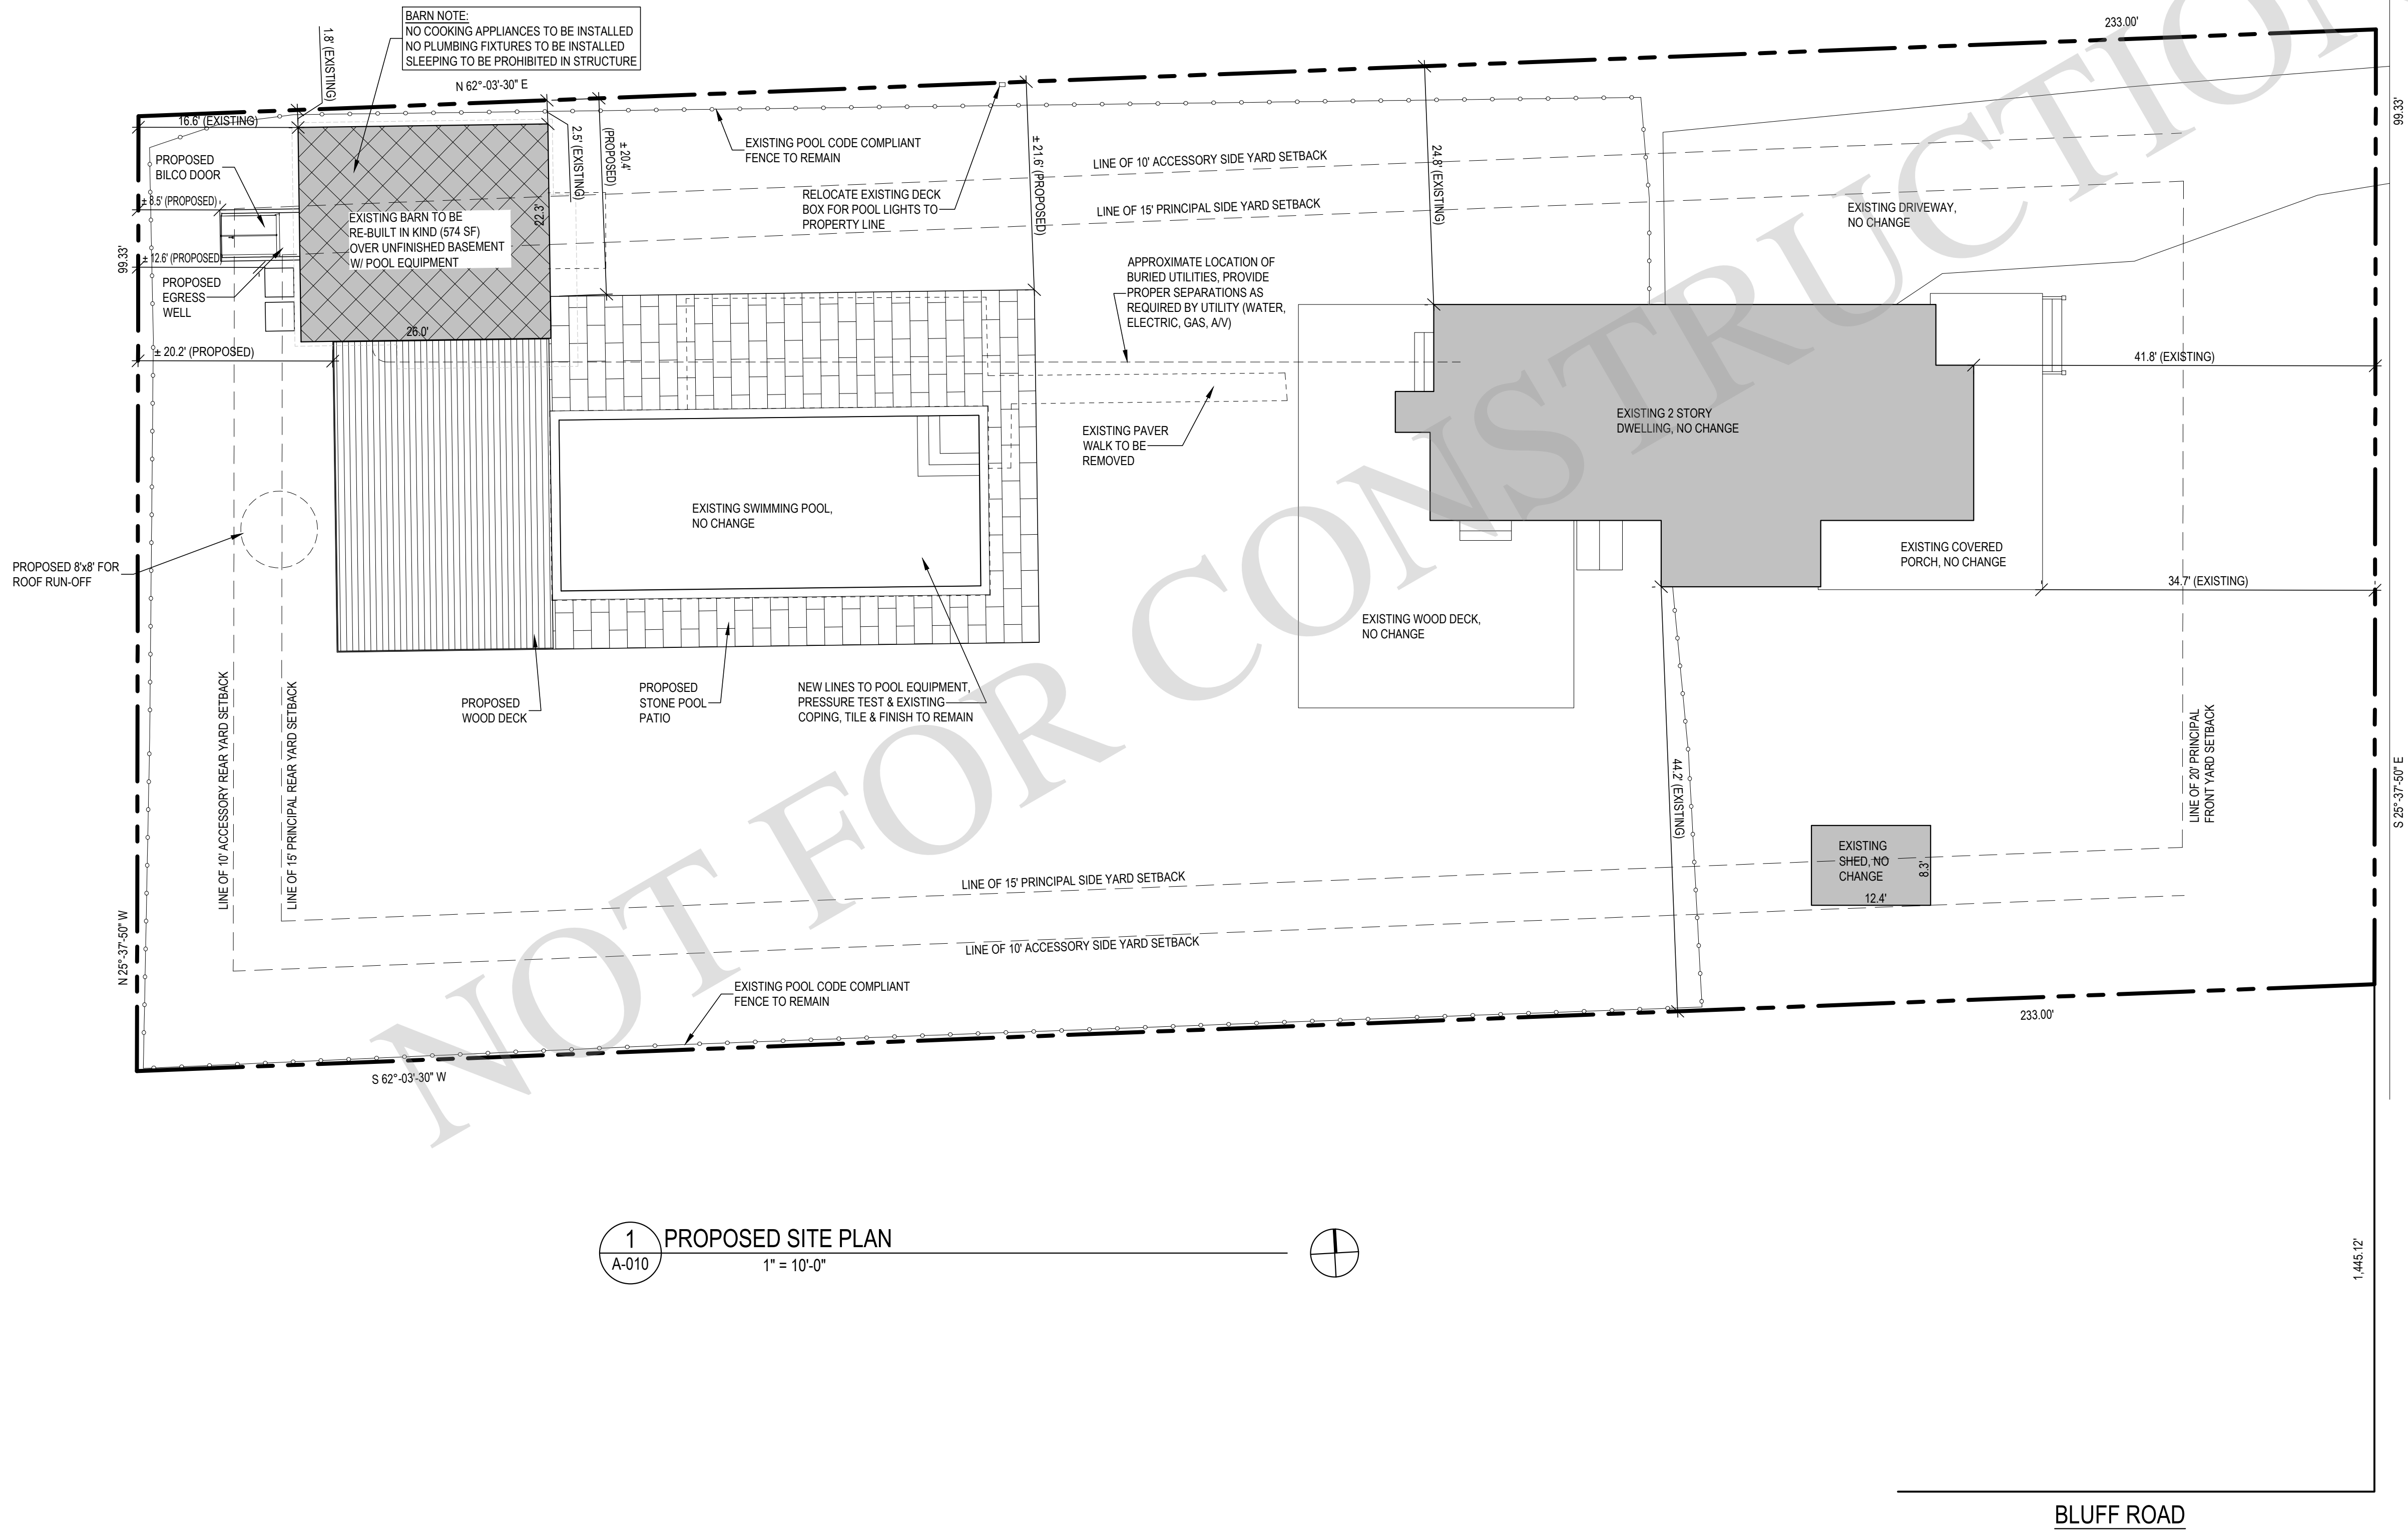 BARN NOTE:
NO COOKING APPLIANCES TO BE INSTALLED
NO PLUMBING FIXTURES TO BE INSTALLED
SLEEPING TO BE PROHIBITED IN STRUCTURE
233.00'
1.8' (EXISTING)
N 62°-03'-30" E
99.33'
16.6' (EXISTING)
PROPOSED
BILCO DOOR
± 8.5' (PROPOSED)
EXISTING BARN TO BE
RE-BUILT IN KIND (574 SF)
OVER UNFINISHED BASEMENT
W/ POOL EQUIPMENT
22.3'
26.0'
2.5' (EXISTING)
± 20.4'
(PROPOSED)
EXISTING POOL CODE COMPLIANT
FENCE TO REMAIN
RELOCATE EXISTING DECK
BOX FOR POOL LIGHTS TO
PROPERTY LINE
± 21.6' (PROPOSED)
LINE OF 10' ACCESSORY SIDE YARD SETBACK
LINE OF 15' PRINCIPAL SIDE YARD SETBACK
24.8' (EXISTING)
EXISTING DRIVEWAY,
NO CHANGE
99.33'
± 12.6' (PROPOSED)
PROPOSED
EGRESS
WELL
± 20.2' (PROPOSED)
APPROXIMATE LOCATION OF
BURIED UTILITIES, PROVIDE
PROPER SEPARATIONS AS
REQUIRED BY UTILITY (WATER,
ELECTRIC, GAS, A/V)
41.8' (EXISTING)
EXISTING 2 STORY
DWELLING, NO CHANGE
EXISTING PAVER
WALK TO BE
REMOVED
EXISTING SWIMMING POOL,
NO CHANGE
EXISTING COVERED
PORCH, NO CHANGE
34.7' (EXISTING)
PROPOSED 8'x8' FOR
ROOF RUN-OFF
EXISTING WOOD DECK,
NO CHANGE
LINE OF 10' ACCESSORY REAR YARD SETBACK
LINE OF 15' PRINCIPAL REAR YARD SETBACK
PROPOSED
WOOD DECK
PROPOSED
STONE POOL
PATIO
NEW LINES TO POOL EQUIPMENT,
PRESSURE TEST & EXISTING
COPING, TILE & FINISH TO REMAIN
44.2' (EXISTING)
LINE OF 20' PRINCIPAL
FRONT YARD SETBACK
S 25°-37'-50" E
EXISTING
SHED, NO
CHANGE
8.3'
12.4'
LINE OF 15' PRINCIPAL SIDE YARD SETBACK
LINE OF 10' ACCESSORY SIDE YARD SETBACK
N 25°-37'-50" W
EXISTING POOL CODE COMPLIANT
FENCE TO REMAIN
233.00'
S 62°-03'-30" W
NOT FOR CONSTRUCTION
1
A-010
PROPOSED SITE PLAN
1" = 10'-0"
1,445.12'
BLUFF ROAD